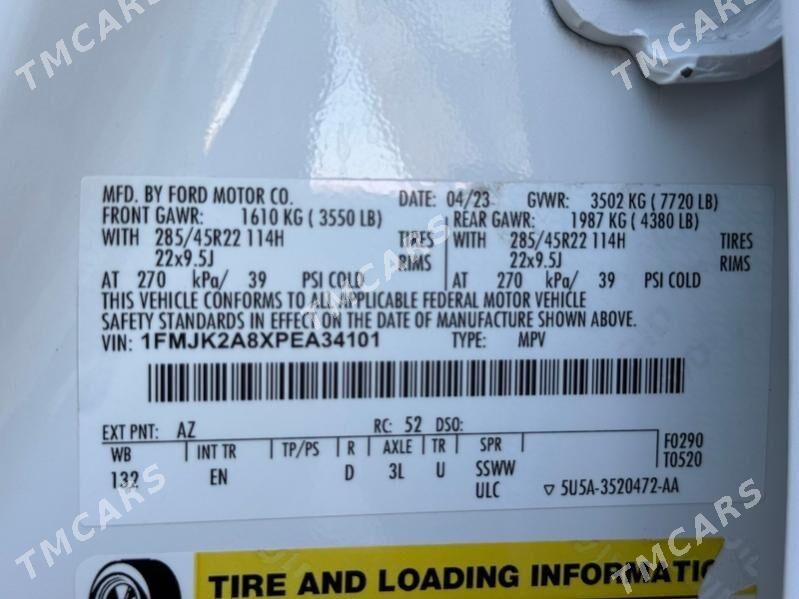 TMCARS TMCARS
MFD. BY FORD MOTOR CO. DATE: 04/23 GVWR: 3502 KG ( 7720 LB)
FRONT GAWR: 1610 KG ( 3550 LB) REAR GAWR: 1987 KG ( 4380 LB)
WITH 285/45R22 114H TIRES WITH 285/45R22 114H TIRES
22x9.5J RIMS 22x9.5J RIMS
AT 270 kPa/ 39 PSI COLD AT 270 kPa/ 39 PSI COLD
THIS VEHICLE CONFORMS TO ALL APPLICABLE FEDERAL MOTOR VEHICLE
SAFETY STANDARDS IN EFFECT ON THE DATE OF MANUFACTURE SHOWN ABOVE.
VIN: 1FMJK2A8XPEA34101 TYPE: MPV
TMCARS
EXT PNT: AZ RC: 52 DSO:
WB INT TR TP/PS R AXLE TR SPR F0290
132 EN D 3L U SSWW T0520
ULC ▽ 5U5A-3520472-AA
TMCARS TMCARS
TIRE AND LOADING INFORMATIO
TMCARS